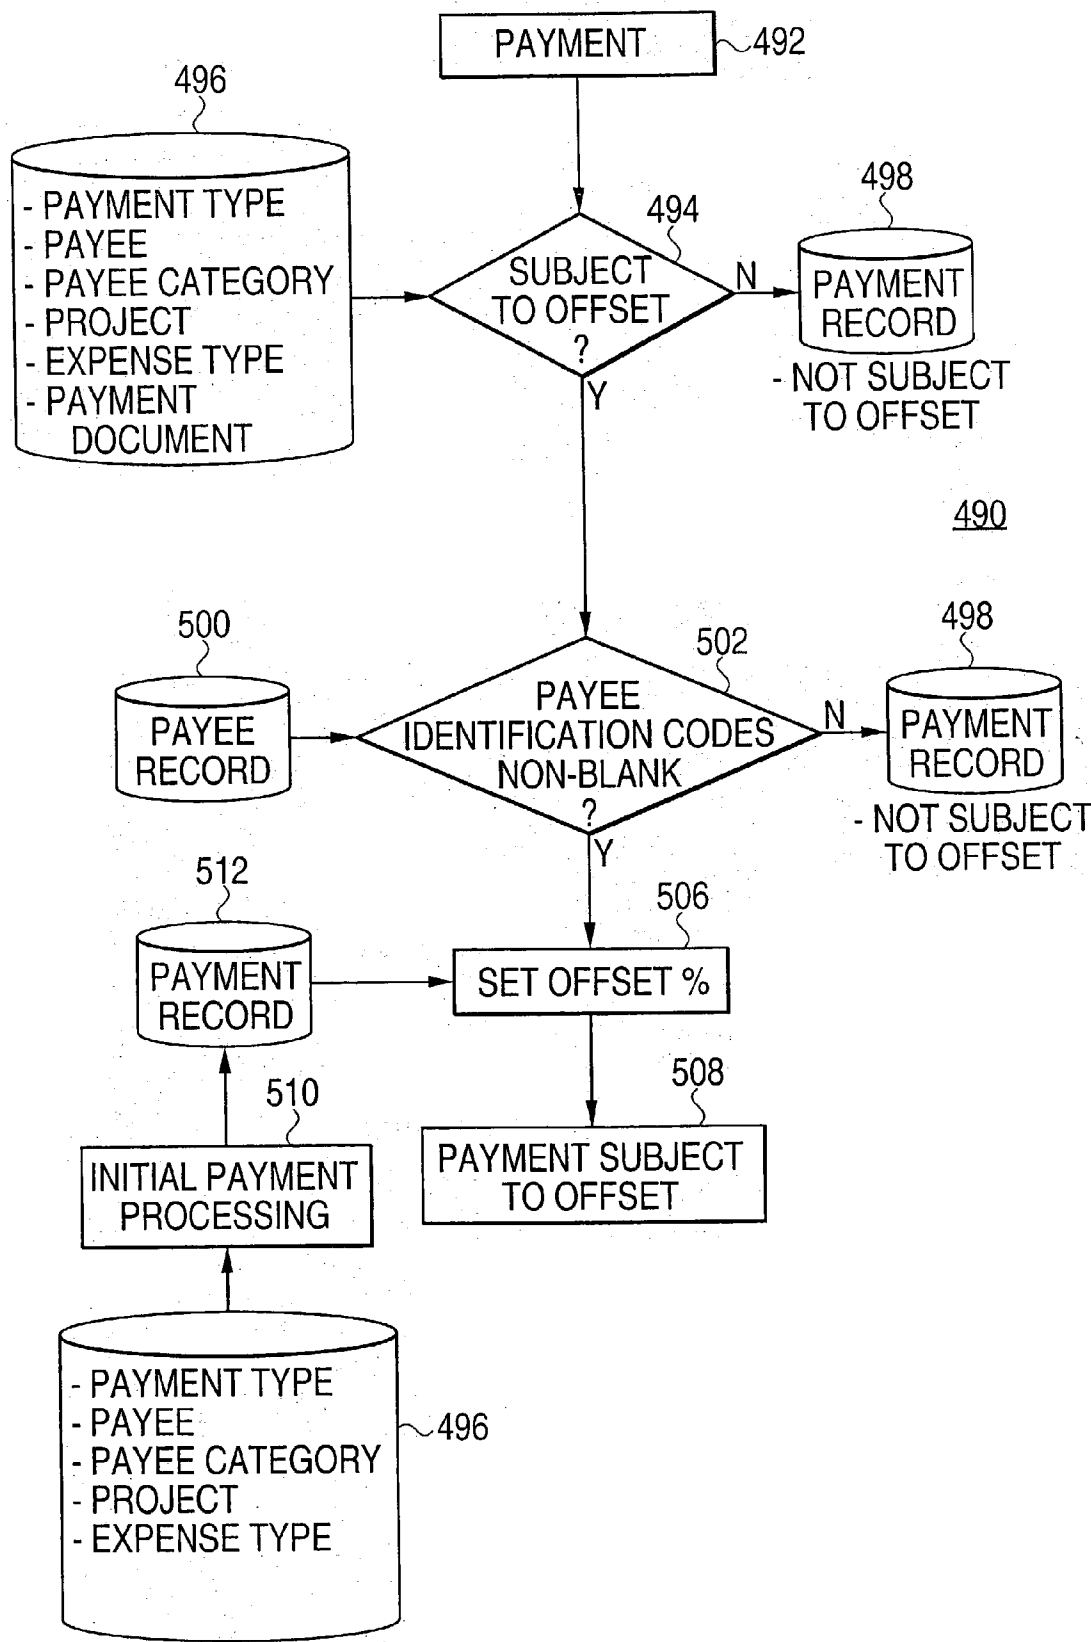 PAYMENT
492
496
- PAYMENT TYPE
- PAYEE
- PAYEE CATEGORY
- PROJECT
- EXPENSE TYPE
- PAYMENT
DOCUMENT
494
SUBJECT
TO OFFSET
?
N
Y
498
PAYMENT
RECORD
- NOT SUBJECT
TO OFFSET
490
500
PAYEE
RECORD
502
PAYEE
IDENTIFICATION CODES
NON-BLANK
?
N
Y
498
PAYMENT
RECORD
- NOT SUBJECT
TO OFFSET
512
PAYMENT
RECORD
506
SET OFFSET %
508
PAYMENT SUBJECT
TO OFFSET
510
INITIAL PAYMENT
PROCESSING
- PAYMENT TYPE
- PAYEE
- PAYEE CATEGORY
- PROJECT
- EXPENSE TYPE
496